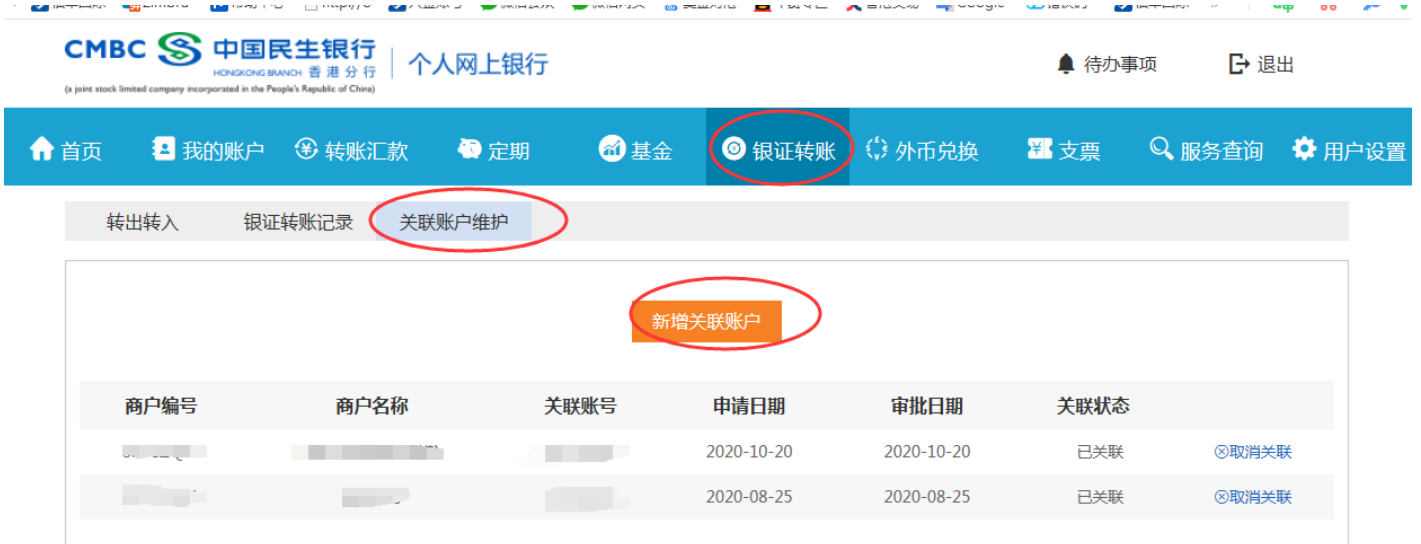 CMBC 中国民生银行 个人网上银行
HONGKONG BRANCH 香港分行
(a joint stock limited company incorporated in the People's Republic of China)
待办事项 退出
首页 我的账户 转账汇款 定期 基金 银证转账 外币兑换 支票 服务查询 用户设置
转出转入 银证转账记录 关联账户维护
新增关联账户
商户编号 商户名称 关联账号 申请日期 审批日期 关联状态
2020-10-20 2020-10-20 已关联 取消关联
2020-08-25 2020-08-25 已关联 取消关联